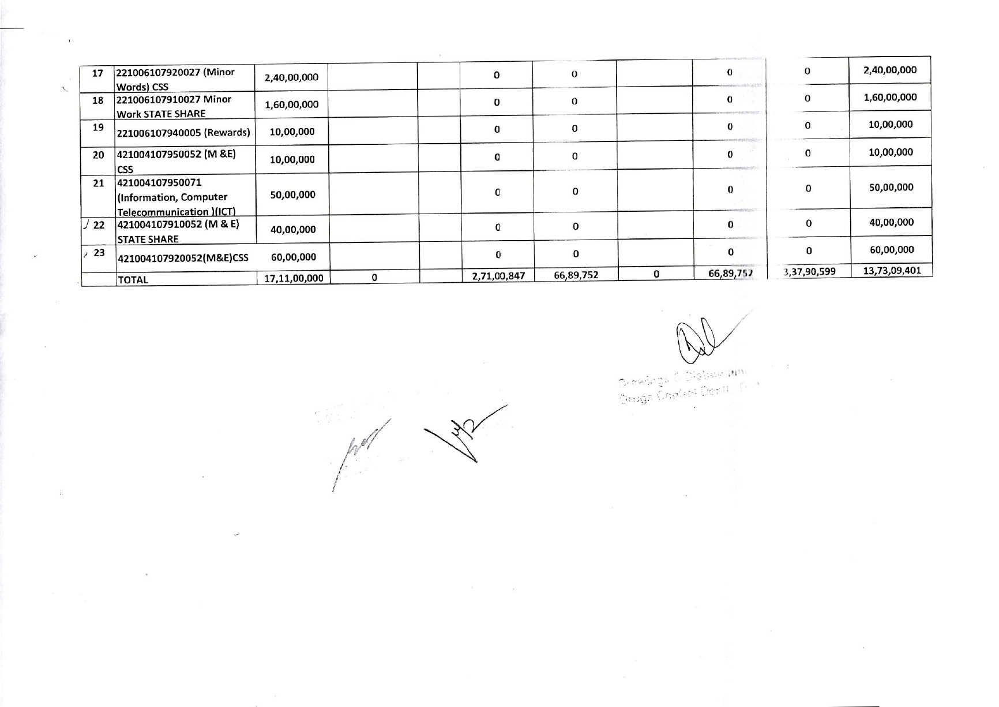 17 221006107920027 (Minor Words) CSS 2,40,00,000 0 0 0 0 2,40,00,000
18 221006107910027 Minor Work STATE SHARE 1,60,00,000 0 0 0 0 1,60,00,000
19 221006107940005 (Rewards) 10,00,000 0 0 0 0 10,00,000
20 421004107950052 (M &E) CSS 10,00,000 0 0 0 0 10,00,000
21 421004107950071 (Information, Computer Telecommunication )(ICT) 50,00,000 0 0 0 0 50,00,000
22 421004107910052 (M & E) STATE SHARE 40,00,000 0 0 0 0 40,00,000
23 421004107920052(M&E)CSS 60,00,000 0 0 0 0 60,00,000
TOTAL 17,11,00,000 0 2,71,00,847 66,89,752 0 66,89,752 3,37,90,599 13,73,09,401
Drugs Control Deptt.